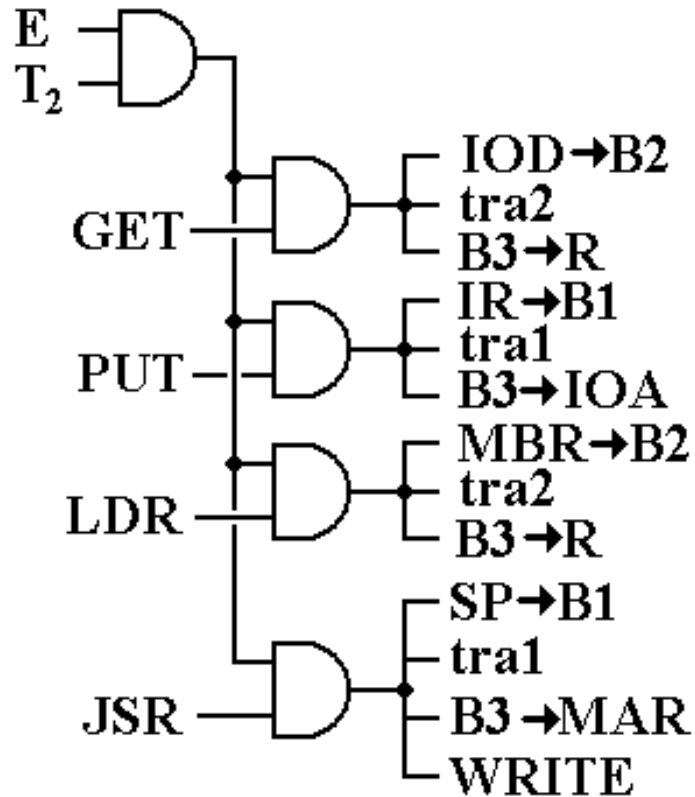 E
T₂
IOD→B2
tra2
GET
B3→R
IR→B1
tra1
PUT
B3→IOA
MBR→B2
tra2
LDR
B3→R
SP→B1
tra1
JSR
B3→MAR
WRITE